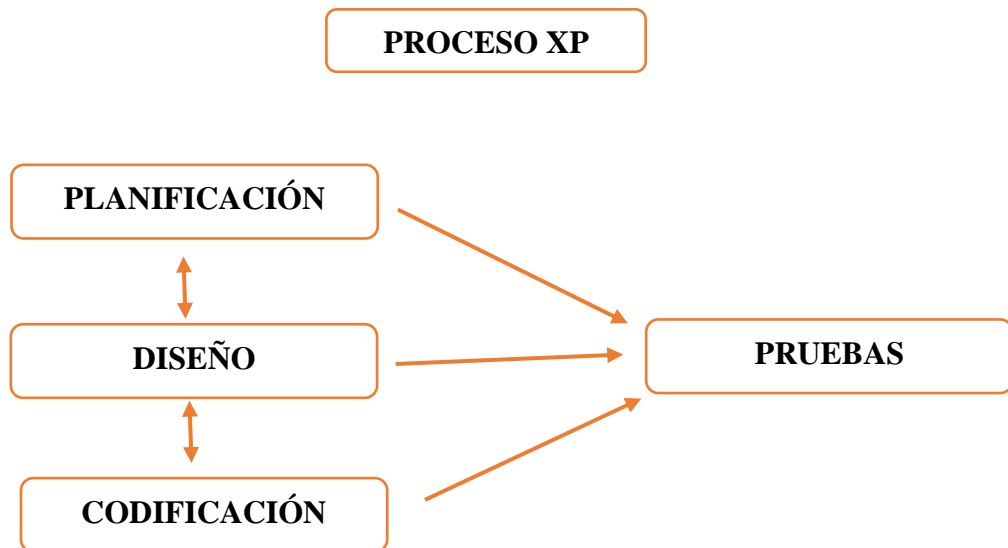 PROCESO XP
PLANIFICACIÓN
DISEÑO
PRUEBAS
CODIFICACIÓN